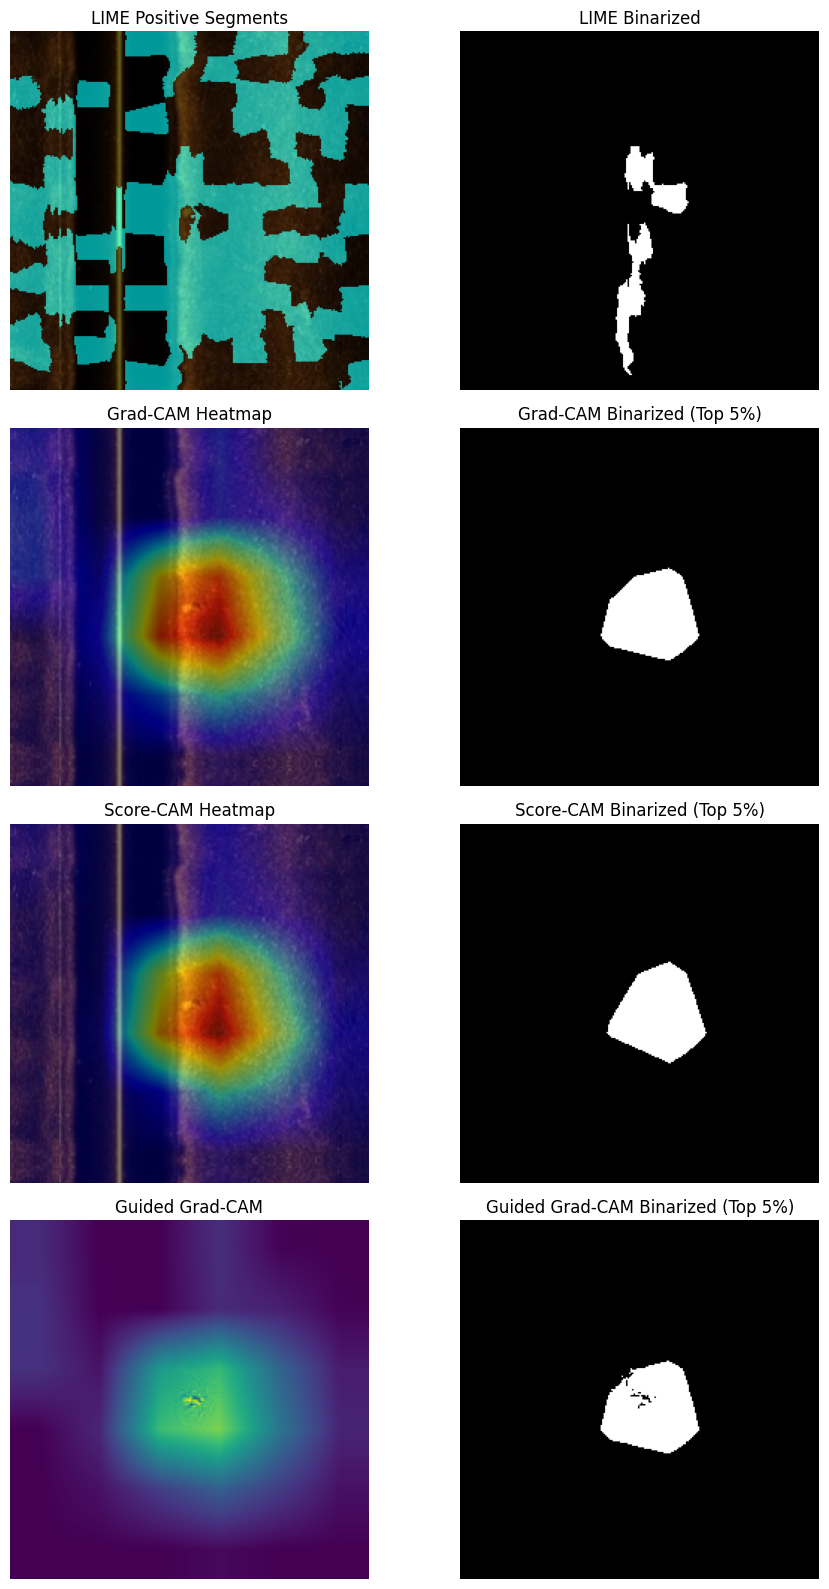 LIME Positive Segments
LIME Binarized
Grad-CAM Heatmap
Grad-CAM Binarized (Top 5%)
Score-CAM Heatmap
Score-CAM Binarized (Top 5%)
Guided Grad-CAM
Guided Grad-CAM Binarized (Top 5%)